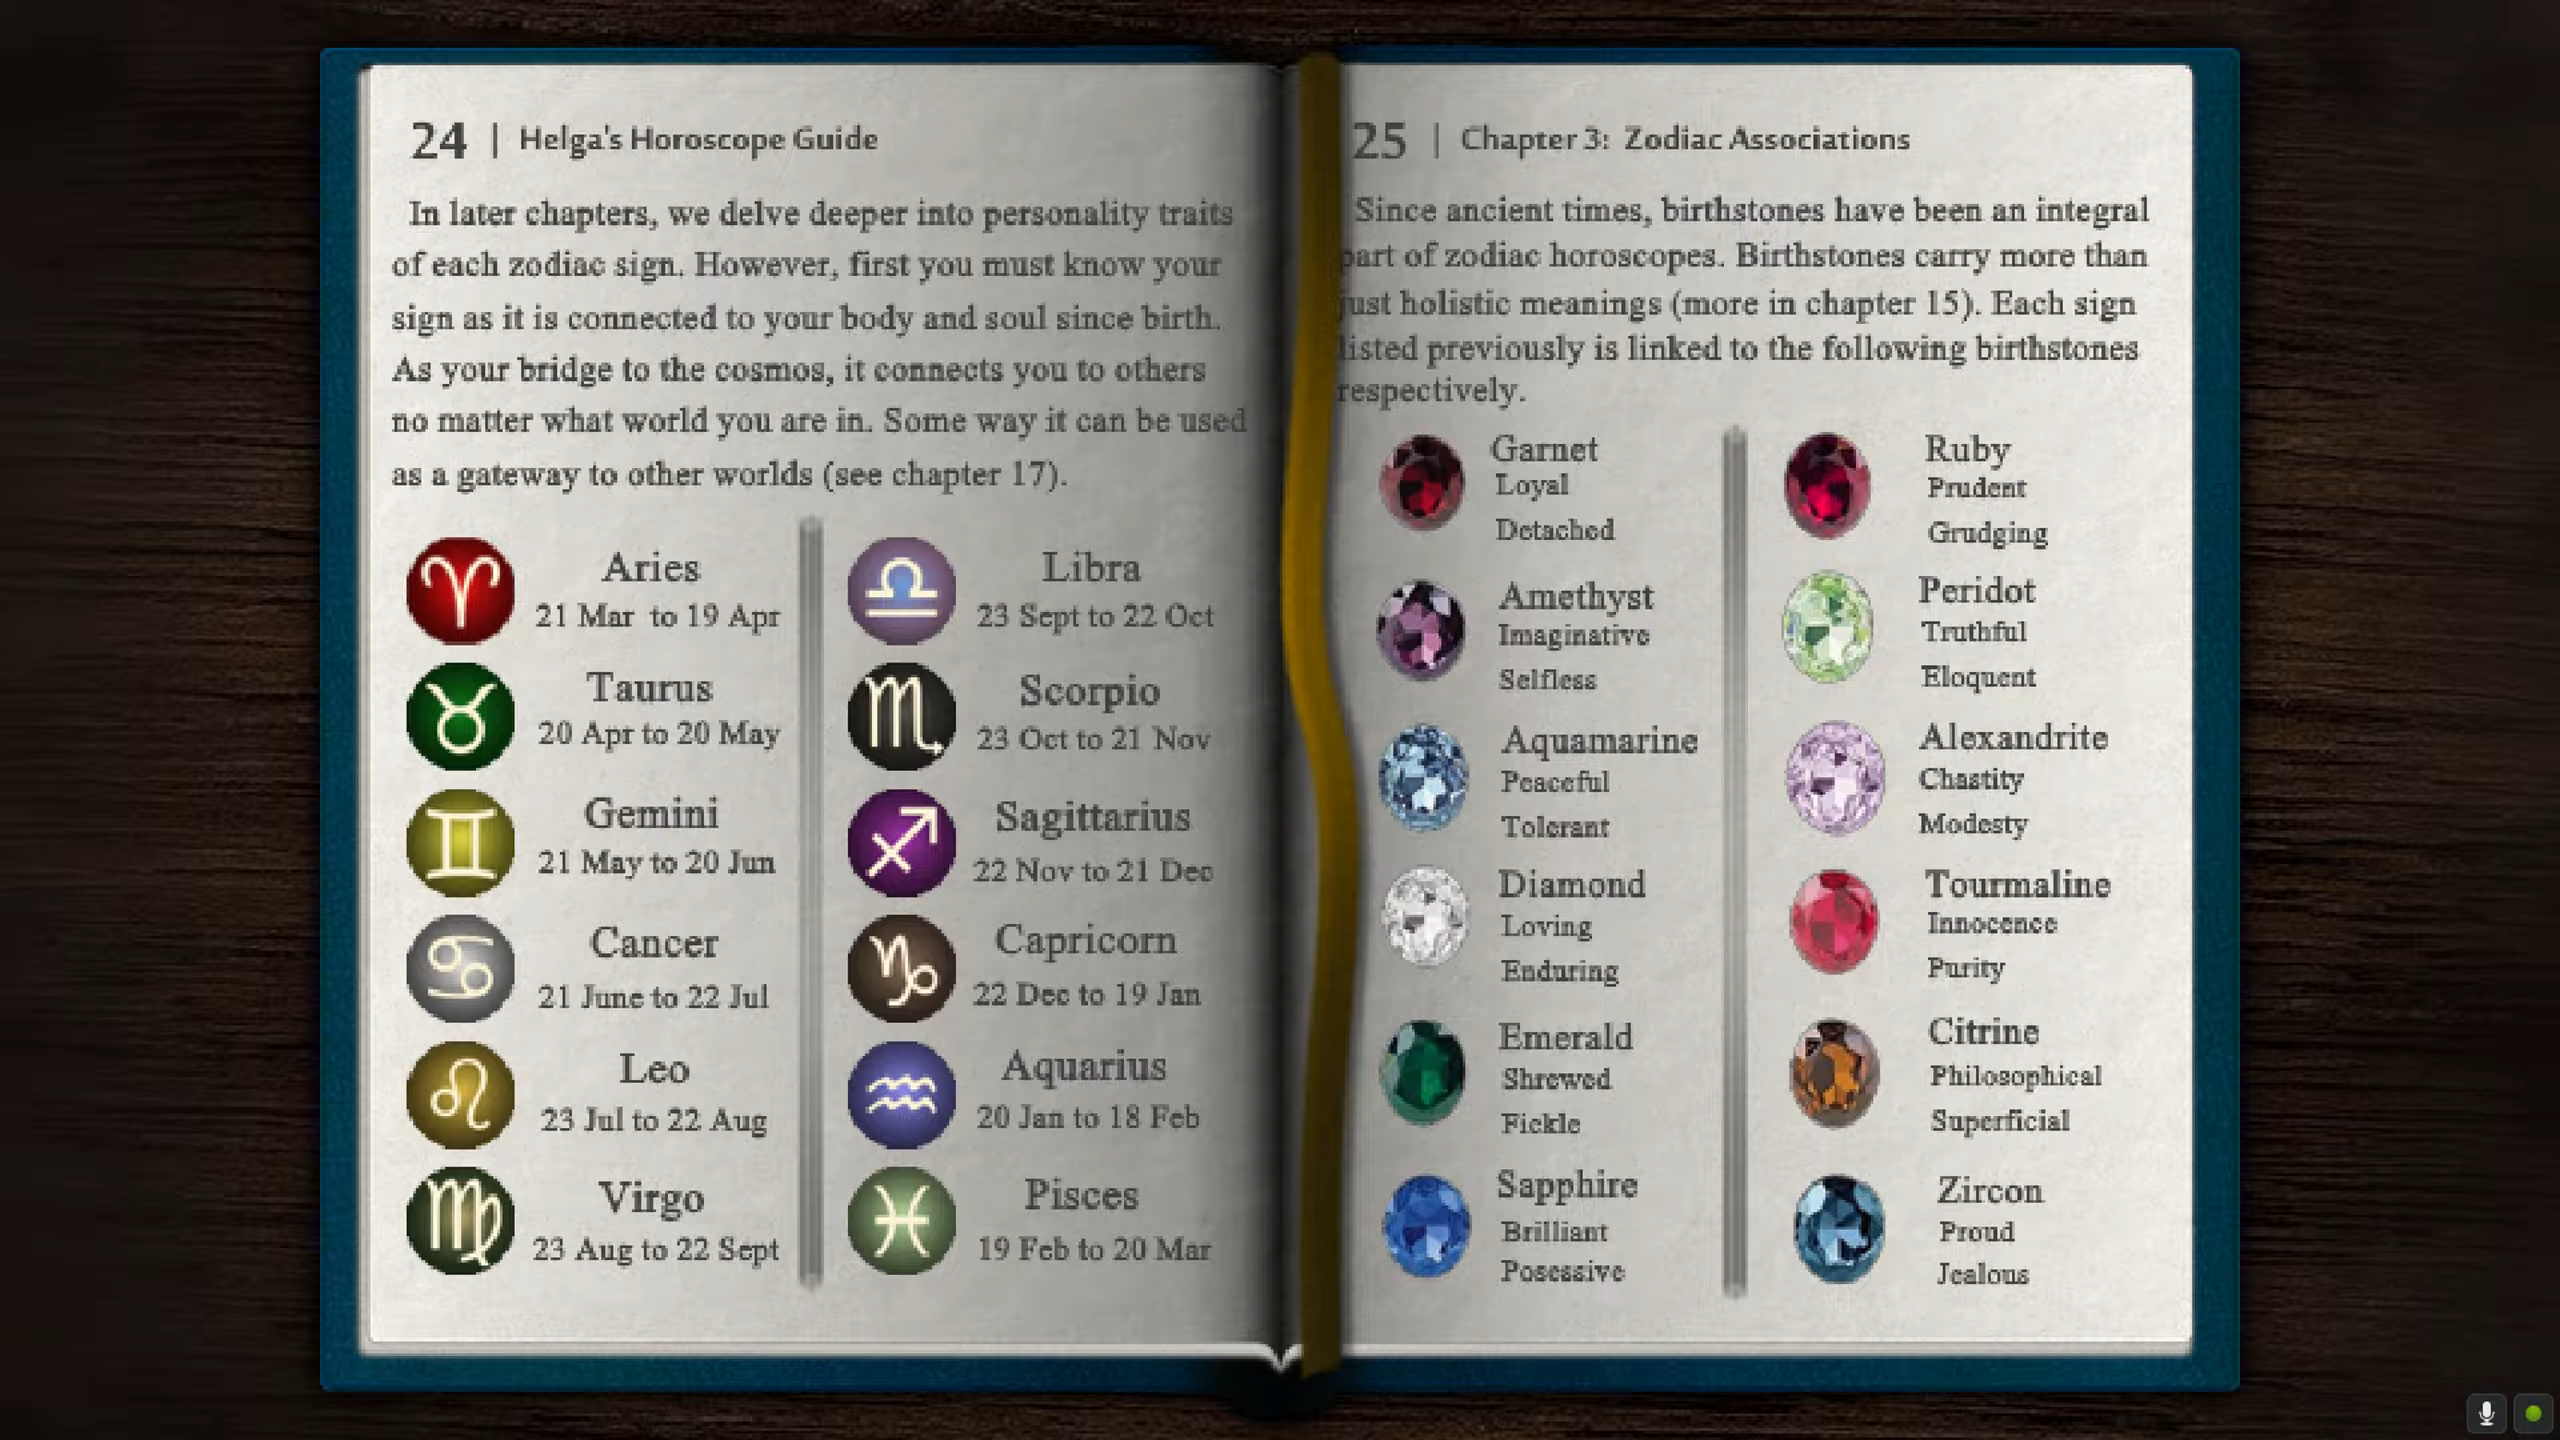 24 | Helga's Horoscope Guide
In later chapters, we delve deeper into personality traits
of each zodiac sign. However, first you must know your
sign as it is connected to your body and soul since birth.
As your bridge to the cosmos, it connects you to others
no matter what world you are in. Some way it can be used
as a gateway to other worlds (see chapter 17).
Aries
21 Mar to 19 Apr
Taurus
20 Apr to 20 May
Gemini
21 May to 20 Jun
Cancer
21 June to 22 Jul
Leo
23 Jul to 22 Aug
Virgo
23 Aug to 22 Sept
Libra
23 Sept to 22 Oct
Scorpio
23 Oct to 21 Nov
Sagittarius
22 Nov to 21 Dec
Capricorn
22 Dec to 19 Jan
Aquarius
20 Jan to 18 Feb
Pisces
19 Feb to 20 Mar
25 | Chapter 3: Zodiac Associations
Since ancient times, birthstones have been an integral
part of zodiac horoscopes. Birthstones carry more than
just holistic meanings (more in chapter 15). Each sign
listed previously is linked to the following birthstones
respectively.
Garnet
Loyal
Detached
Amethyst
Imaginative
Selfless
Aquamarine
Peaceful
Tolerant
Diamond
Loving
Enduring
Emerald
Shrewed
Fickle
Sapphire
Brilliant
Posessive
Ruby
Prudent
Grudging
Peridot
Truthful
Eloquent
Alexandrite
Chastity
Modesty
Tourmaline
Innocence
Purity
Citrine
Philosophical
Superficial
Zircon
Proud
Jealous